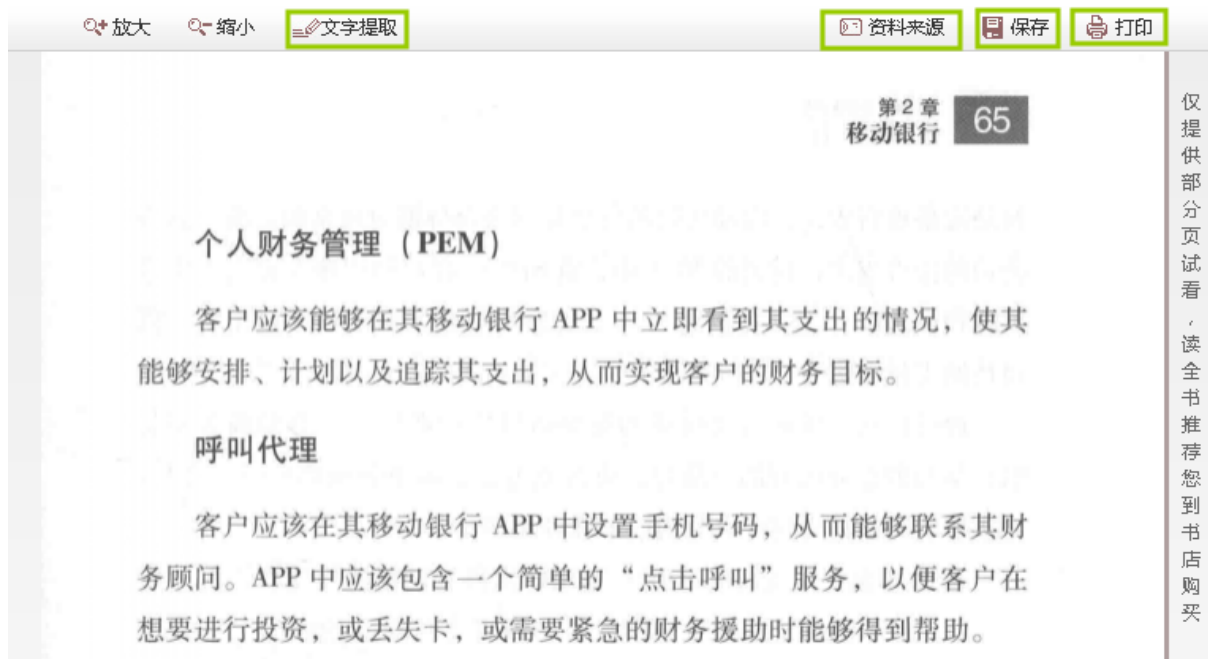 放大 缩小 文字提取 资料来源 保存 打印
第2章
移动银行 65
个人财务管理（PEM）
客户应该能够在其移动银行 APP 中立即看到其支出的情况，使其
能够安排、计划以及追踪其支出，从而实现客户的财务目标。
呼叫代理
客户应该在其移动银行 APP 中设置手机号码，从而能够联系其财
务顾问。APP 中应该包含一个简单的“点击呼叫”服务，以便客户在
想要进行投资，或丢失卡，或需要紧急的财务援助时能够得到帮助。
仅提供部分页试看，读全书推荐您到书店购买